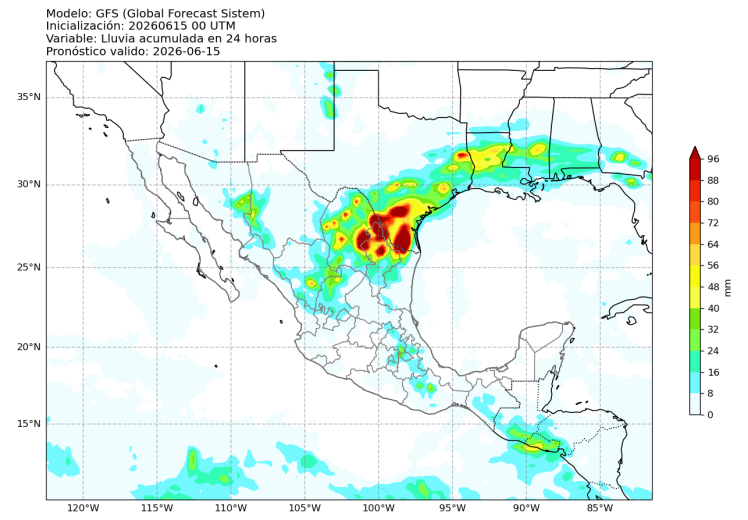 Modelo: GFS (Global Forecast Sistem)
Inicialización: 20260615 00 UTM
Variable: Lluvia acumulada en 24 horas
Pronóstico valido: 2026-06-15
35°N
30°N
25°N
20°N
15°N
120°W
115°W
110°W
105°W
100°W
95°W
90°W
85°W
96
88
80
72
64
56
48
40
32
24
16
8
0
mm